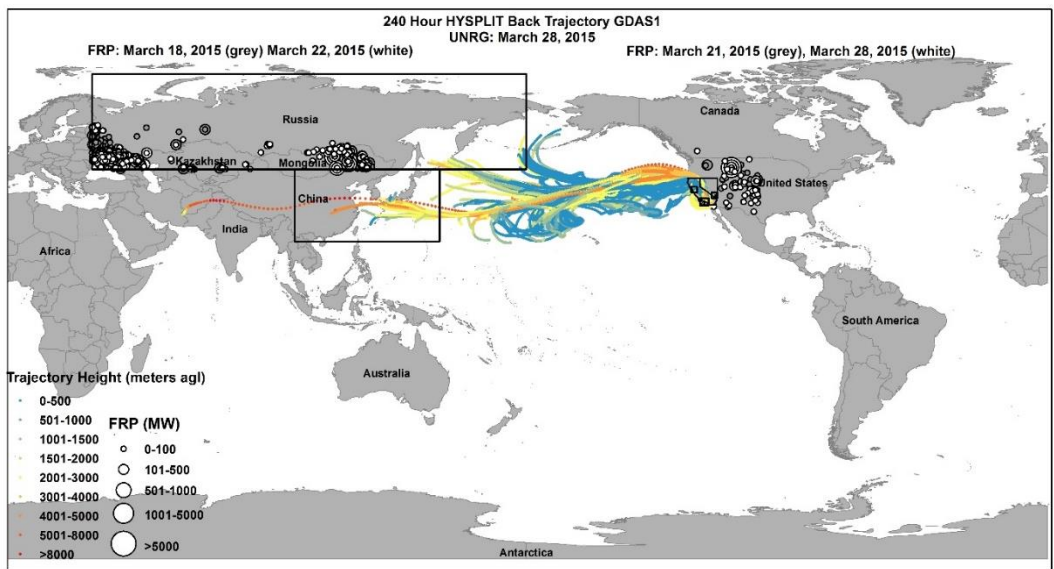 240 Hour HYSPLIT Back Trajectory GDAS1
UNRG: March 28, 2015
FRP: March 18, 2015 (grey) March 22, 2015 (white)
FRP: March 21, 2015 (grey), March 28, 2015 (white)
Russia
Canada
Kazakhstan
Mongolia
United States
China
India
Africa
South America
Australia
Trajectory Height (meters agl)
0-500
501-1000
1001-1500
1501-2000
2001-3000
3001-4000
4001-5000
5001-8000
>8000
FRP (MW)
0-100
101-500
501-1000
1001-5000
>5000
Antarctica